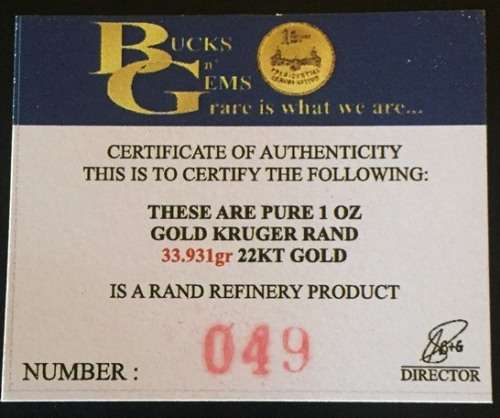 BUCKS
n'
GEMS
rare is what we are...
CERTIFICATE OF AUTHENTICITY
THIS IS TO CERTIFY THE FOLLOWING:
THESE ARE PURE 1 OZ
GOLD KRUGER RAND
33.931gr 22KT GOLD
IS A RAND REFINERY PRODUCT
NUMBER : 049
DIRECTOR